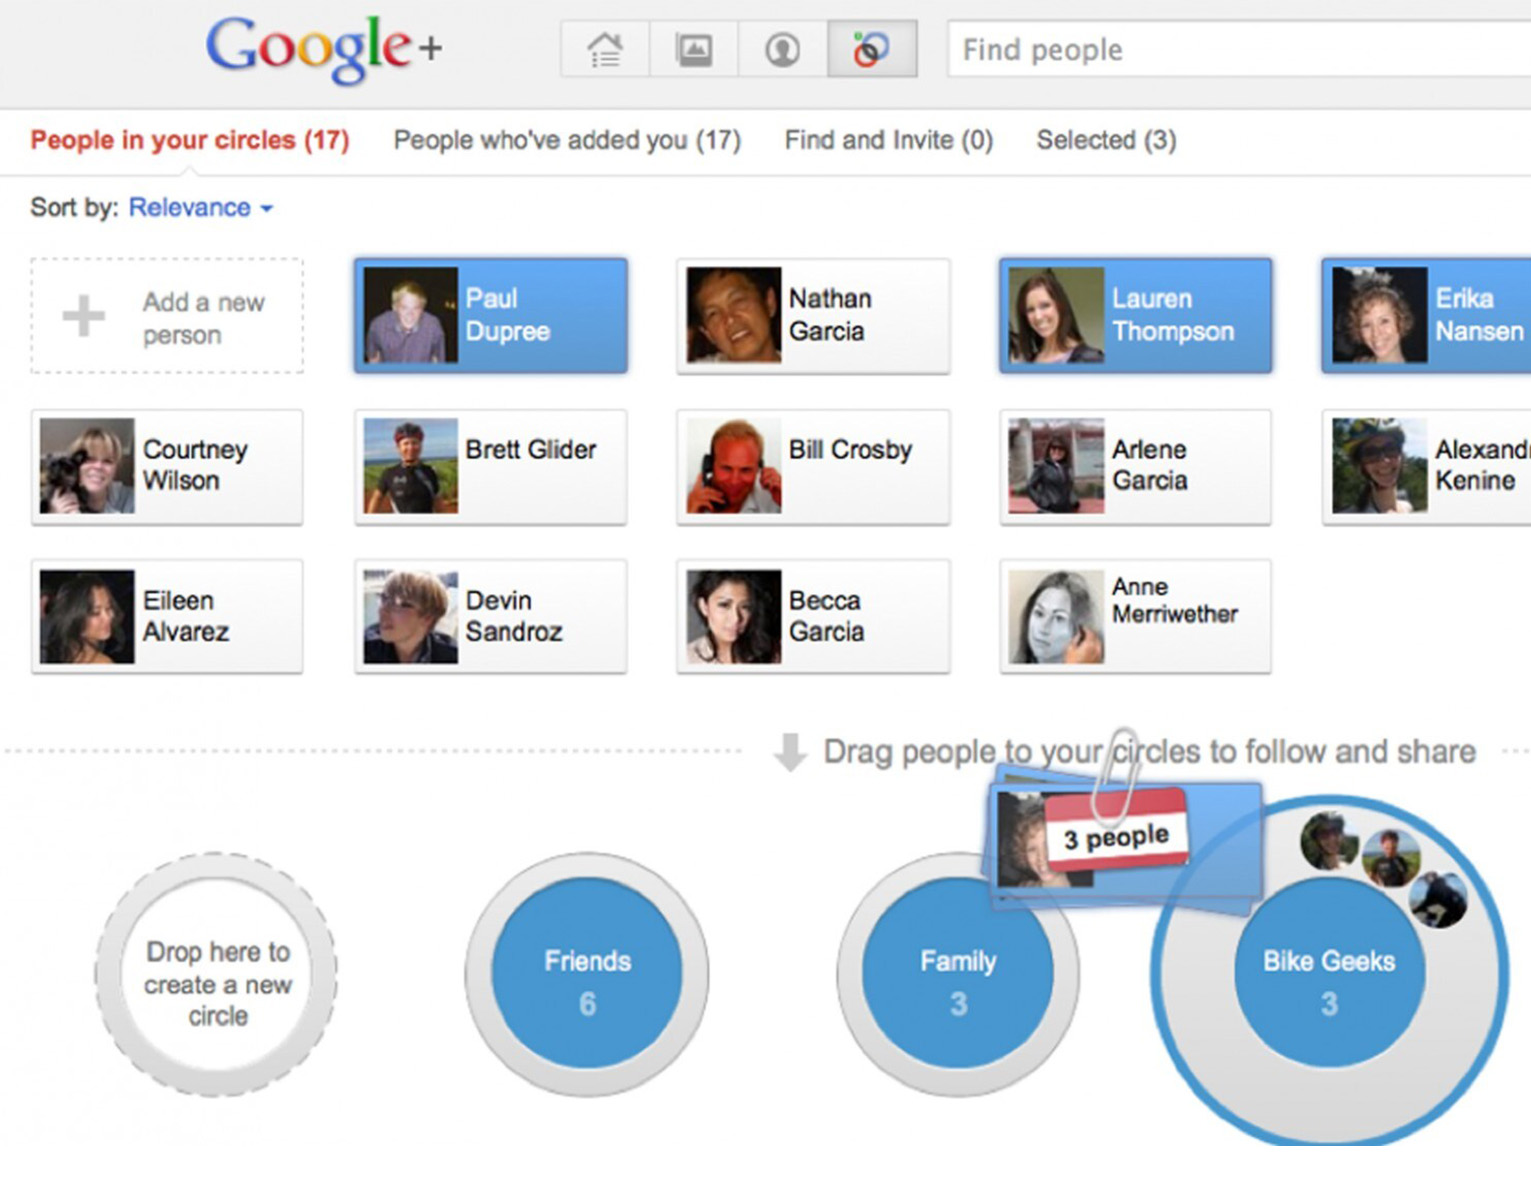 Google+
Find people
People in your circles (17) People who've added you (17) Find and Invite (0) Selected (3)
Sort by: Relevance
Add a new
person
Paul
Dupree
Nathan
Garcia
Lauren
Thompson
Erika
Nansen
Courtney
Wilson
Brett Glider
Bill Crosby
Arlene
Garcia
Alexand
Kenine
Eileen
Alvarez
Devin
Sandroz
Becca
Garcia
Anne
Merriwether
Drag people to your circles to follow and share
3 people
Drop here to
create a new
circle
Friends
6
Family
3
Bike Geeks
3